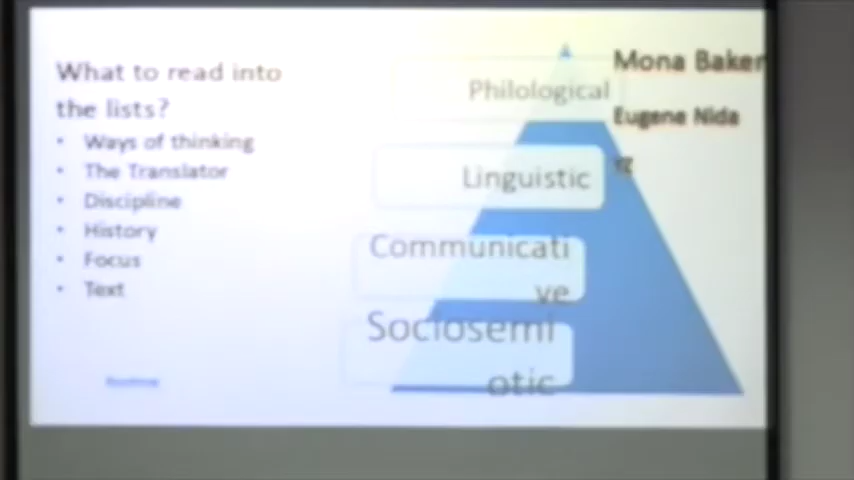 What to read into
the lists?
• Ways of thinking
• The Translator
• Discipline
• History
• Focus
• Text
Philological
Linguistic
Communicati
ve
Sociosemi
otic
Mona Baker
Eugene Nida